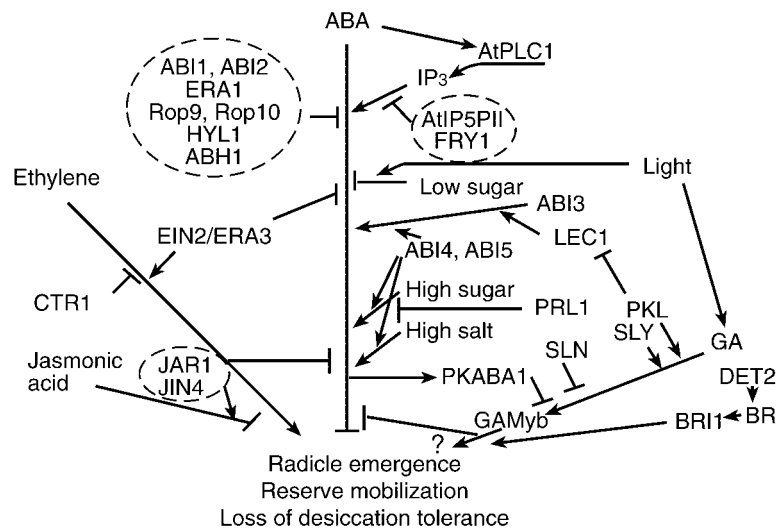 ABA
AtPLC1
ABI1, ABI2
ERA1
Rop9, Rop10
HYL1
ABH1
IP3
AtIP5PII
FRY1
Ethylene
Low sugar
Light
ABI3
EIN2/ERA3
LEC1
ABI4, ABI5
CTR1
High sugar
PRL1
PKL
SLY
High salt
GA
Jasmonic
acid
JAR1
JIN4
SLN
PKABA1
DET2
GAMyb
BRI1
BR
?
Radicle emergence
Reserve mobilization
Loss of desiccation tolerance